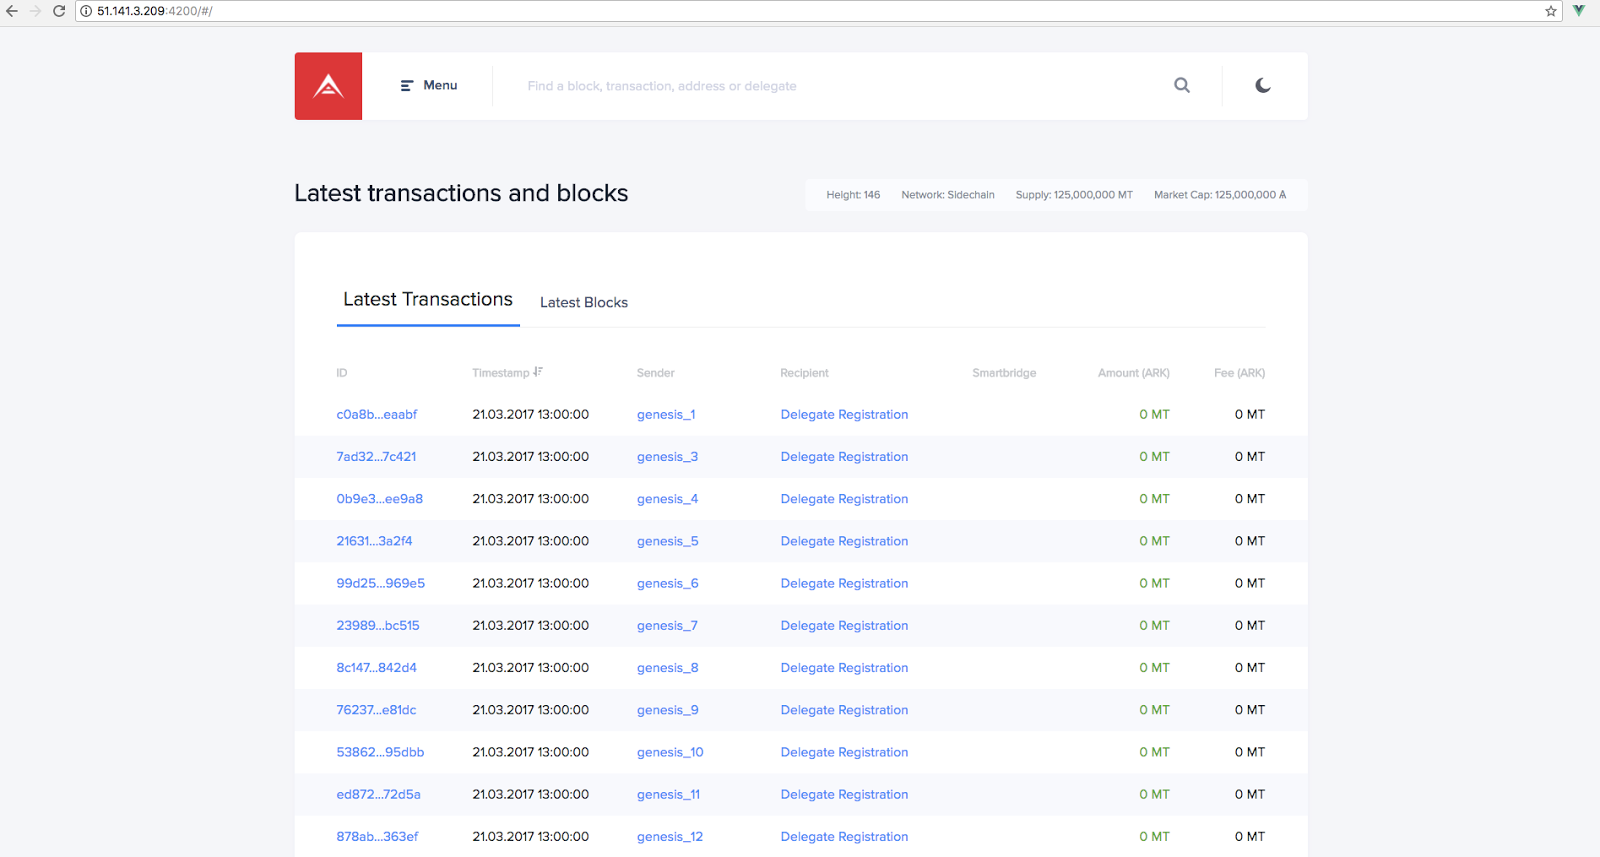 51.141.3.209:4200/#/
Menu Find a block, transaction, address or delegate
Latest transactions and blocks Height: 146 Network: Sidechain Supply: 125,000,000 MT Market Cap: 125,000,000 Ѧ
Latest Transactions Latest Blocks
ID Timestamp Sender Recipient Smartbridge Amount (ARK) Fee (ARK)
c0a8b...eaabf 21.03.2017 13:00:00 genesis_1 Delegate Registration 0 MT 0 MT
7ad32...7c421 21.03.2017 13:00:00 genesis_3 Delegate Registration 0 MT 0 MT
0b9e3...ee9a8 21.03.2017 13:00:00 genesis_4 Delegate Registration 0 MT 0 MT
21631...3a2f4 21.03.2017 13:00:00 genesis_5 Delegate Registration 0 MT 0 MT
99d25...969e5 21.03.2017 13:00:00 genesis_6 Delegate Registration 0 MT 0 MT
23989...bc515 21.03.2017 13:00:00 genesis_7 Delegate Registration 0 MT 0 MT
8c147...842d4 21.03.2017 13:00:00 genesis_8 Delegate Registration 0 MT 0 MT
76237...e81dc 21.03.2017 13:00:00 genesis_9 Delegate Registration 0 MT 0 MT
53862...95dbb 21.03.2017 13:00:00 genesis_10 Delegate Registration 0 MT 0 MT
ed872...72d5a 21.03.2017 13:00:00 genesis_11 Delegate Registration 0 MT 0 MT
878ab...363ef 21.03.2017 13:00:00 genesis_12 Delegate Registration 0 MT 0 MT